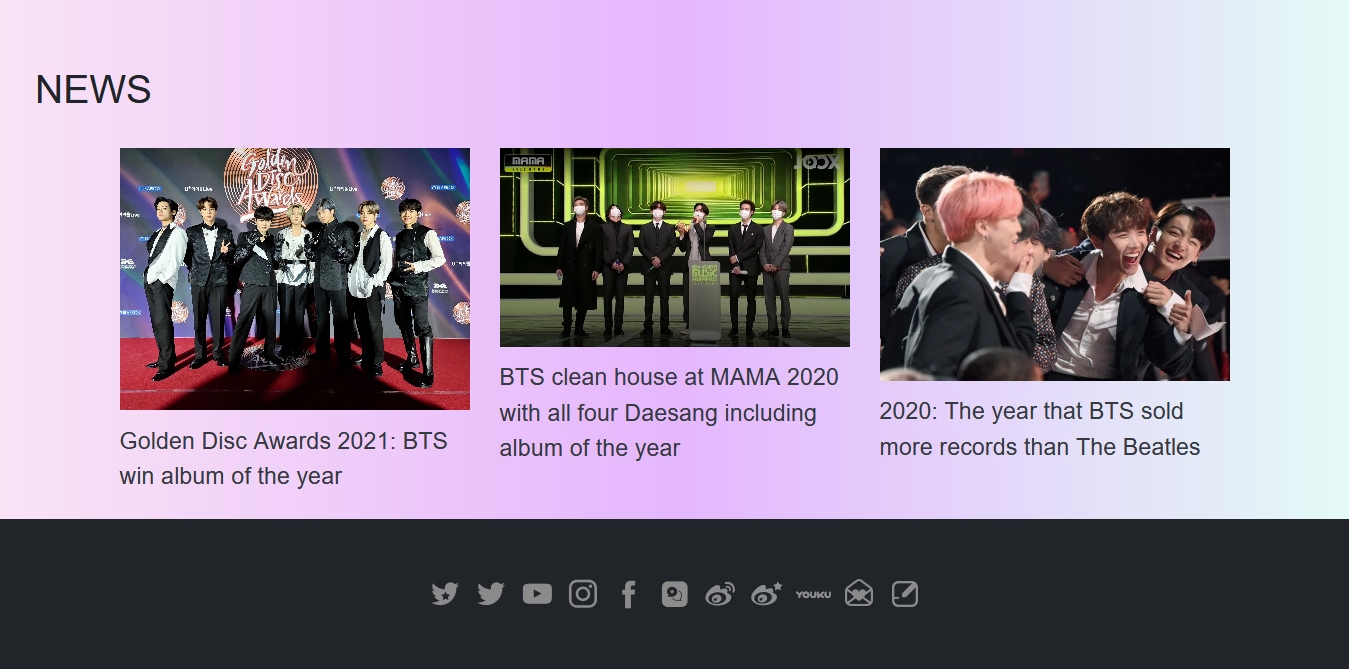 NEWS
Golden
Disc
Awards
MAMA
JOOX
Golden Disc Awards 2021: BTS
win album of the year
BTS clean house at MAMA 2020
with all four Daesang including
album of the year
2020: The year that BTS sold
more records than The Beatles
YOUKU